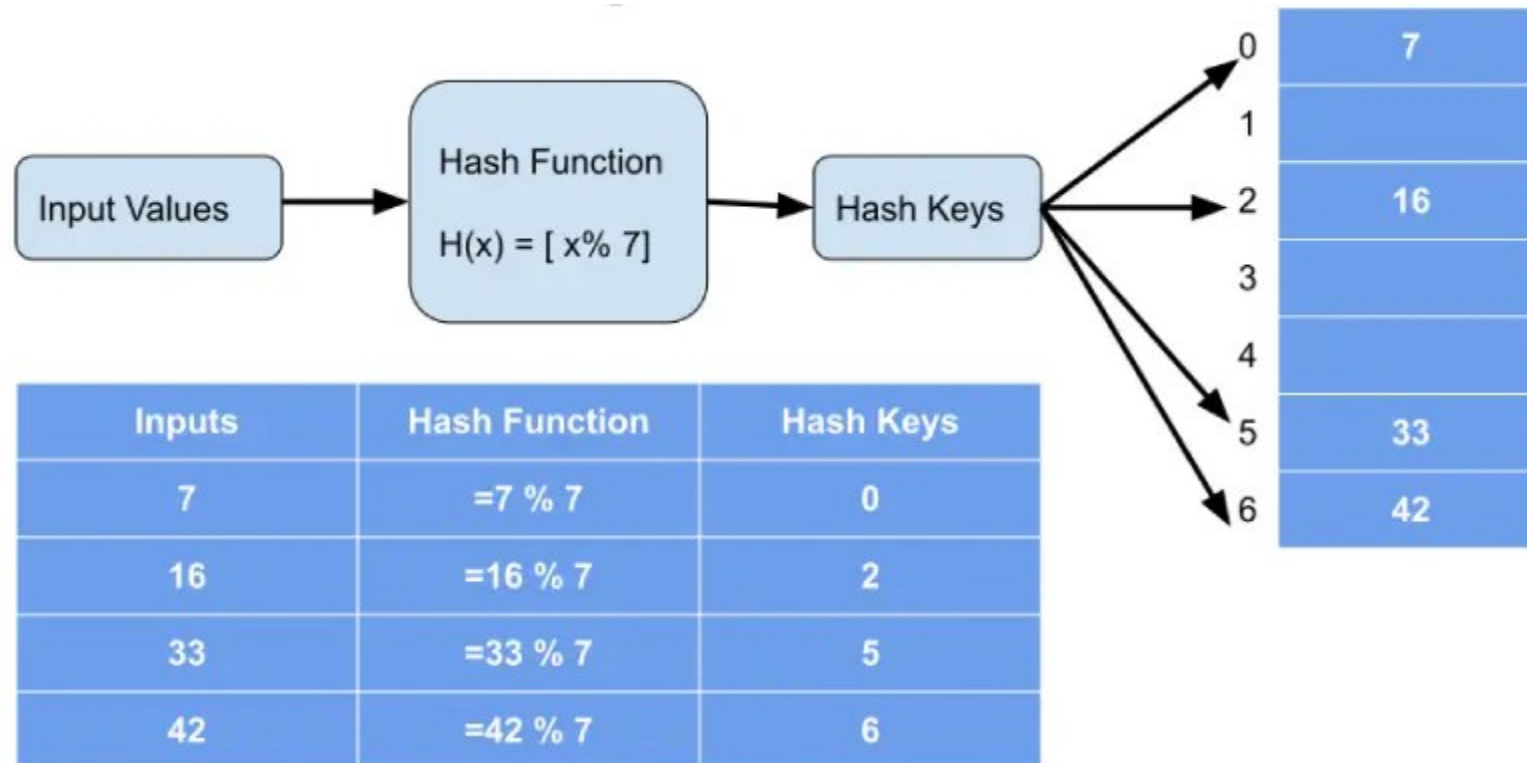 Input Values
Hash Function
H(x) = [ x% 7]
Hash Keys
0 7
1
2 16
3
4
5 33
6 42
Inputs Hash Function Hash Keys
7 =7 % 7 0
16 =16 % 7 2
33 =33 % 7 5
42 =42 % 7 6